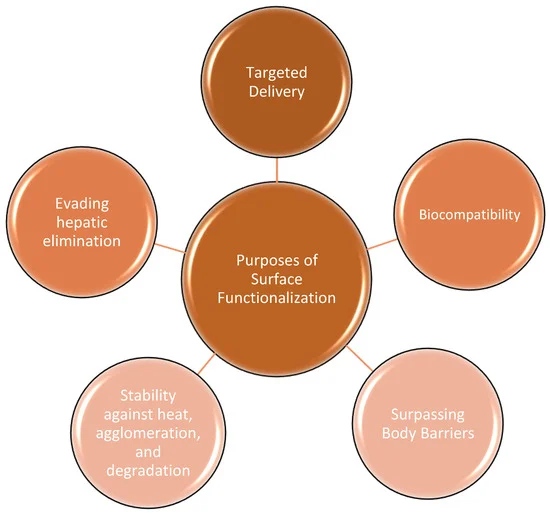 Targeted
Delivery
Evading
hepatic
elimination
Biocompatibility
Purposes of
Surface
Functionalization
Stability
against heat,
agglomeration,
and
degradation
Surpassing
Body Barriers